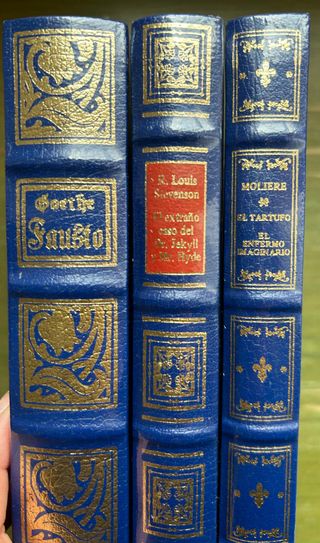 Goethe
Fausto
R. Louis
Stevenson
El extraño
caso del
Dr. Jekyll
y Mr. Hyde
MOLIERE
EL TARTUFO
EL
ENFERMO
IMAGINARIO